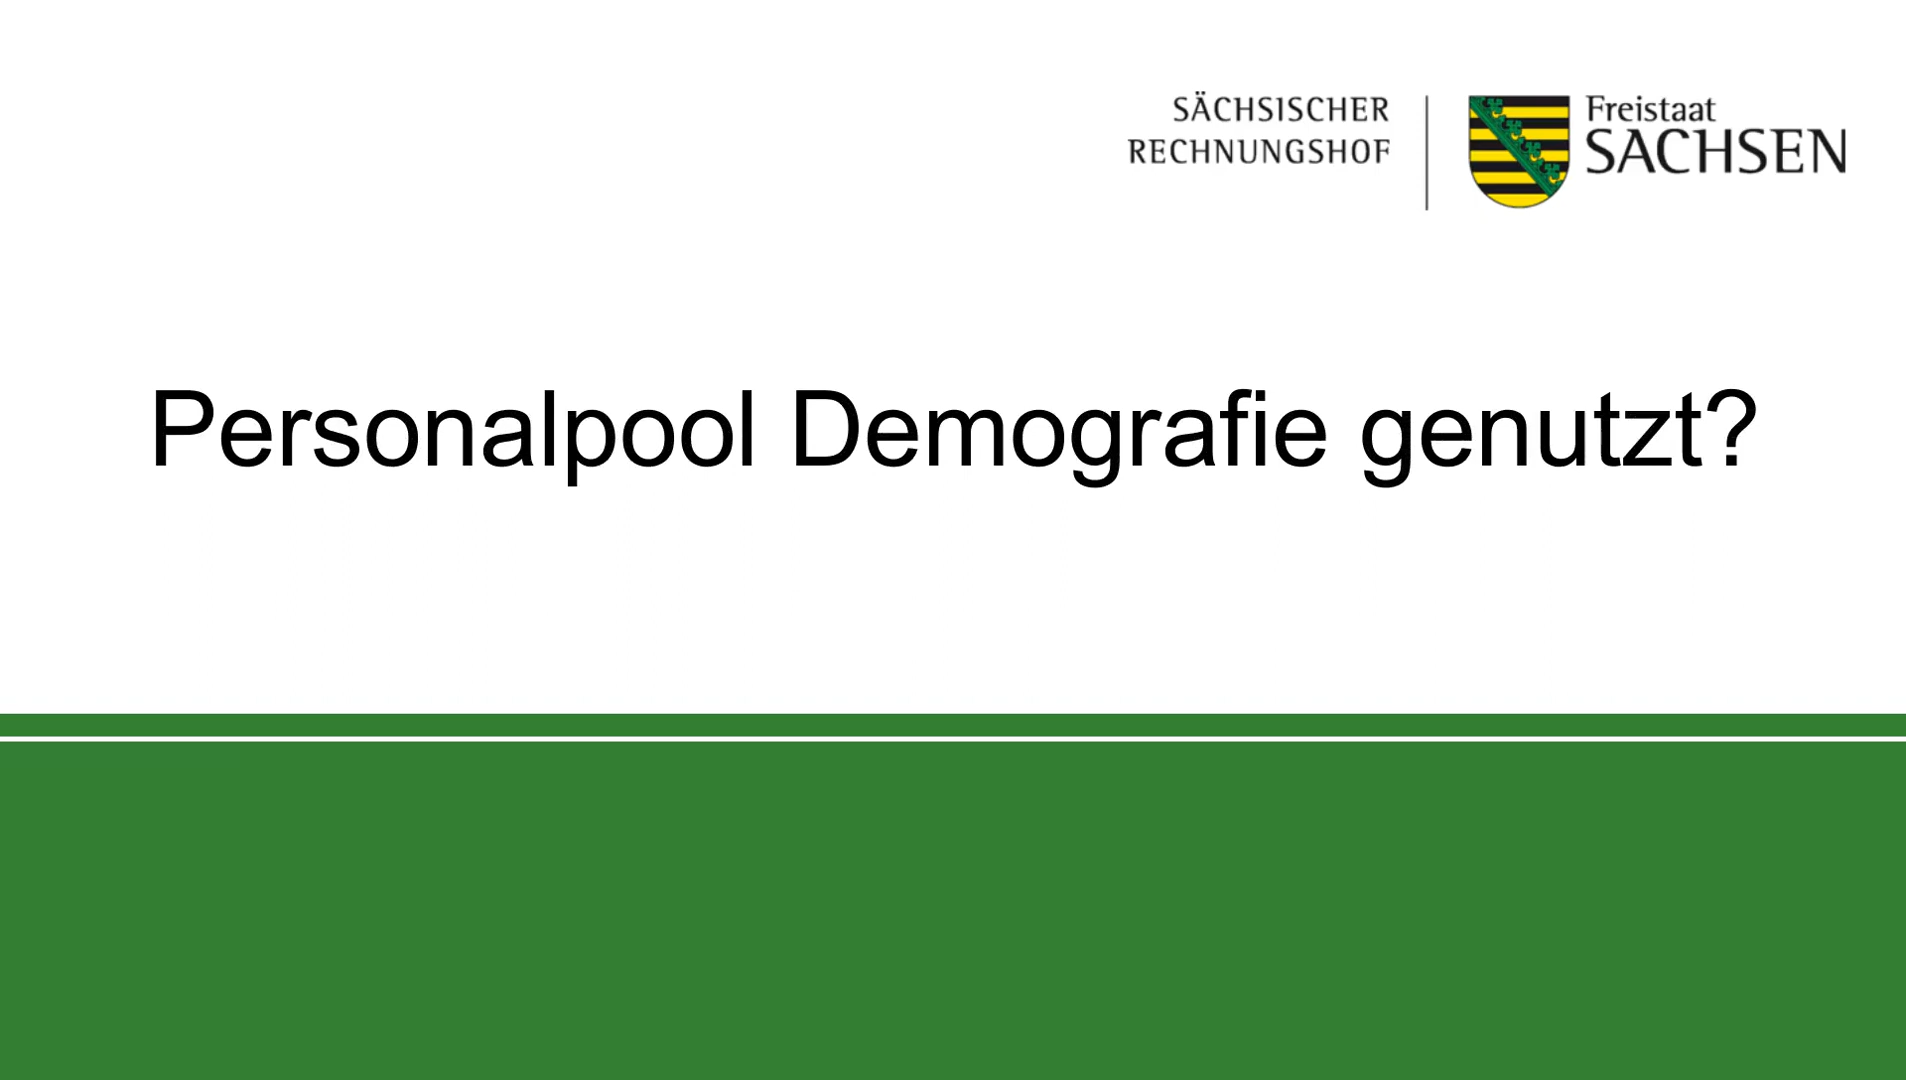 SÄCHSISCHER
RECHNUNGSHOF
Freistaat
SACHSEN
Personalpool Demografie genutzt?